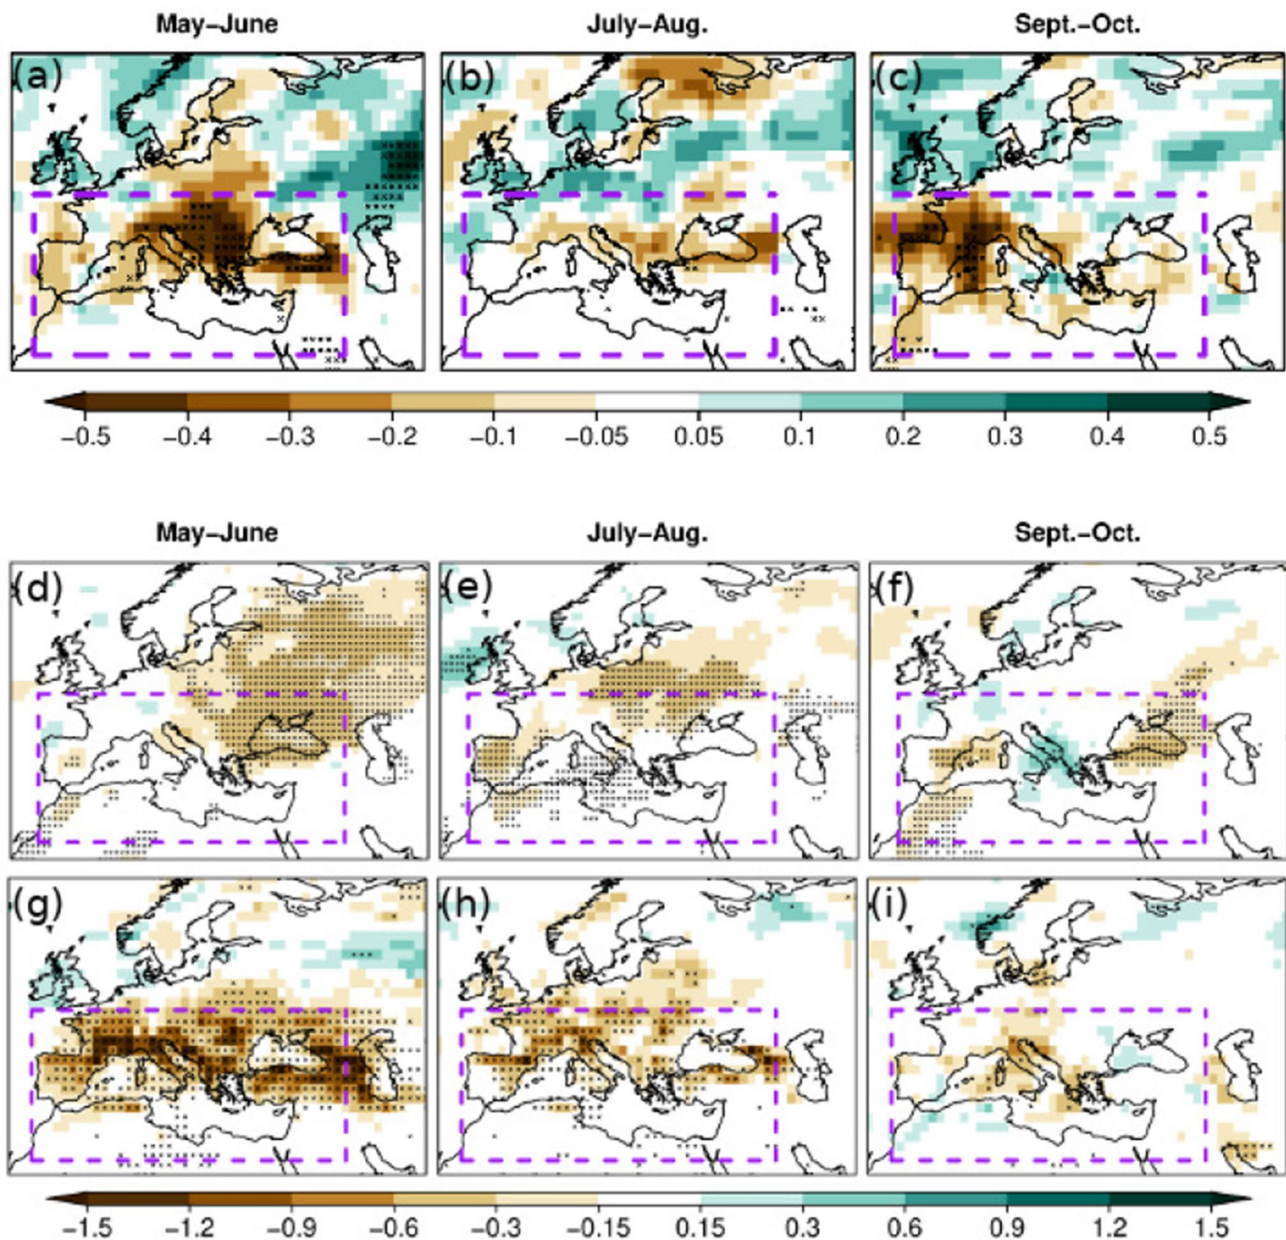 May–June July–Aug. Sept.–Oct.
(a) (b) (c)
−0.5 −0.4 −0.3 −0.2 −0.1 −0.05 0.05 0.1 0.2 0.3 0.4 0.5
May–June July–Aug. Sept.–Oct.
(d) (e) (f)
(g) (h) (i)
−1.5 −1.2 −0.9 −0.6 −0.3 −0.15 0.15 0.3 0.6 0.9 1.2 1.5